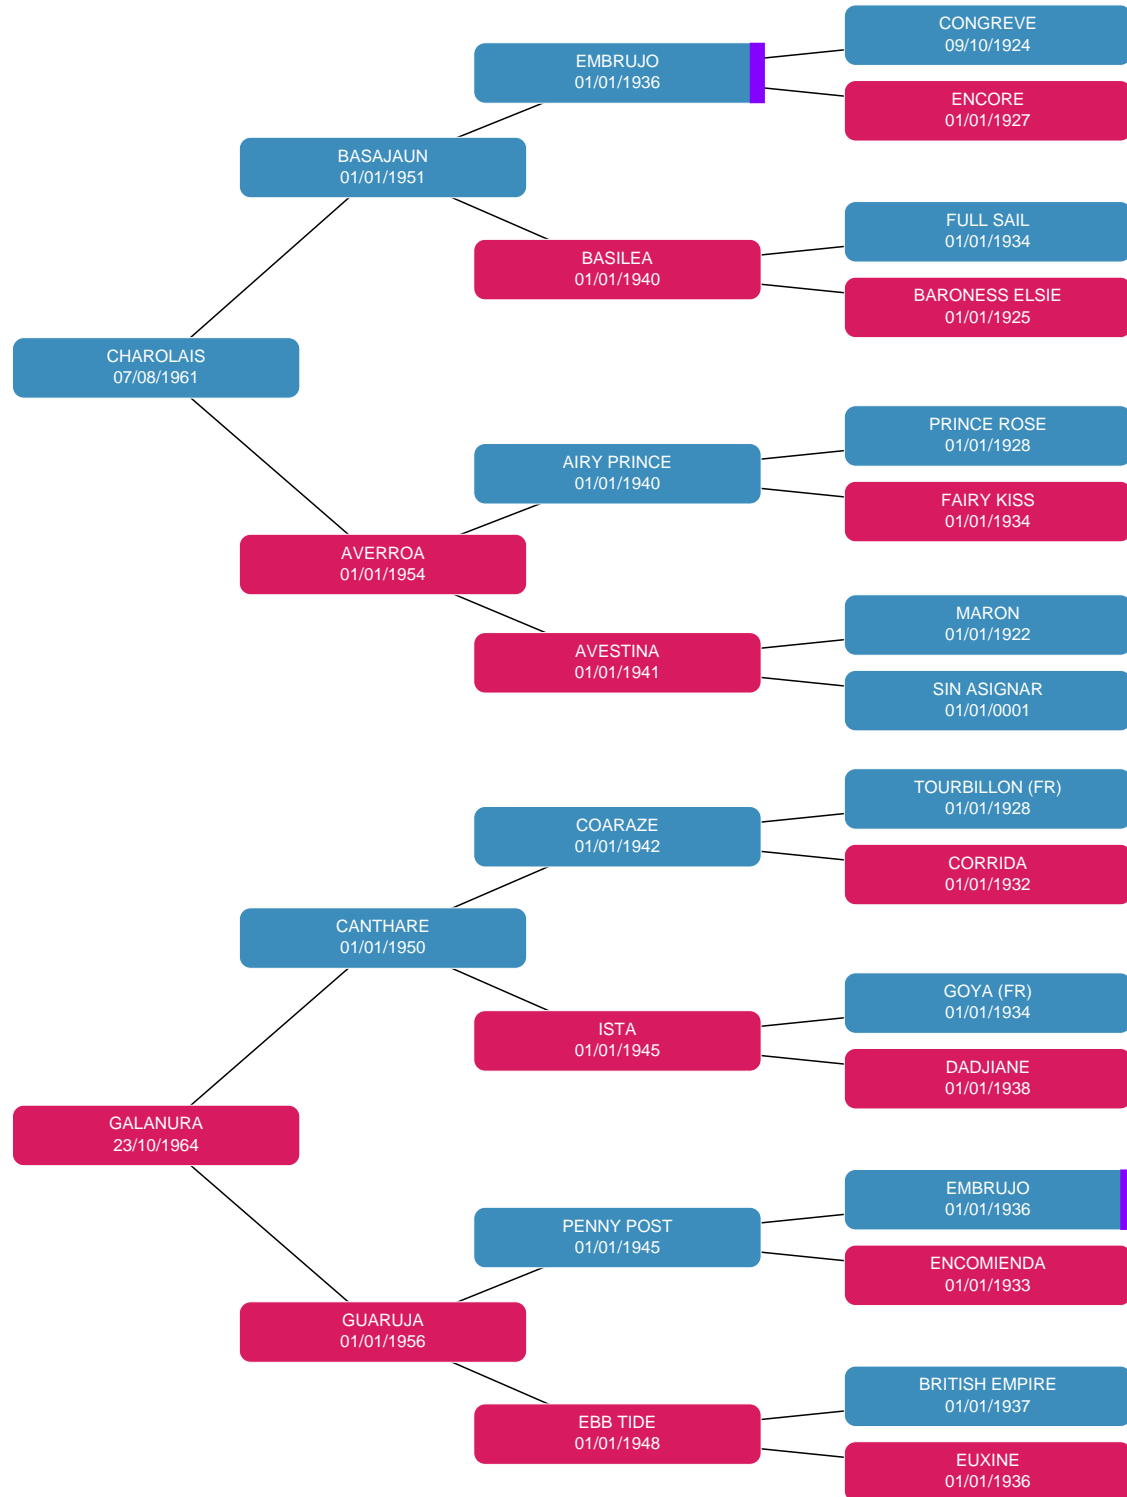 CONGREVE
09/10/1924
EMBRUJO
01/01/1936
ENCORE
01/01/1927
BASAJAUN
01/01/1951
FULL SAIL
01/01/1934
BASILEA
01/01/1940
BARONESS ELSIE
01/01/1925
CHAROLAIS
07/08/1961
PRINCE ROSE
01/01/1928
AIRY PRINCE
01/01/1940
FAIRY KISS
01/01/1934
AVERROA
01/01/1954
MARON
01/01/1922
AVESTINA
01/01/1941
SIN ASIGNAR
01/01/0001
TOURBILLON (FR)
01/01/1928
COARAZE
01/01/1942
CORRIDA
01/01/1932
CANTHARE
01/01/1950
GOYA (FR)
01/01/1934
ISTA
01/01/1945
DADJIANE
01/01/1938
GALANURA
23/10/1964
EMBRUJO
01/01/1936
PENNY POST
01/01/1945
ENCOMIENDA
01/01/1933
GUARUJA
01/01/1956
BRITISH EMPIRE
01/01/1937
EBB TIDE
01/01/1948
EUXINE
01/01/1936